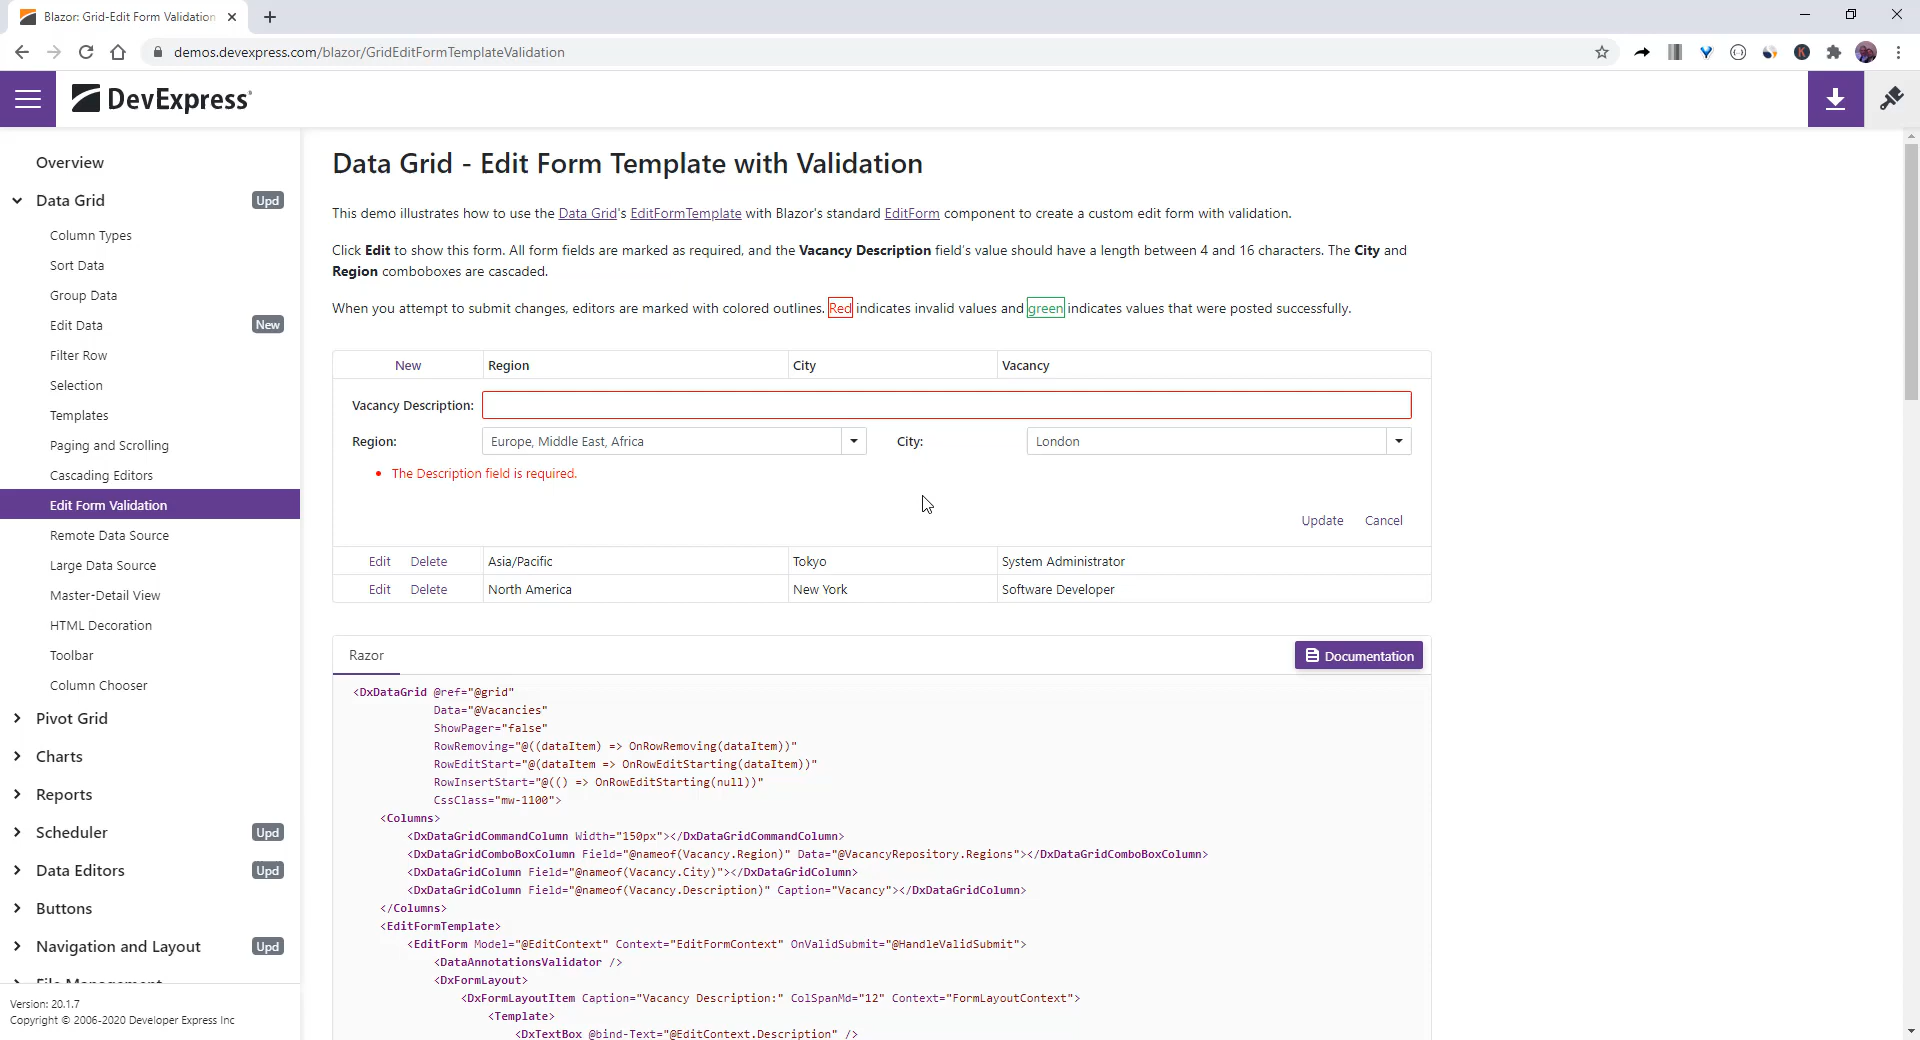 Blazor: Grid-Edit Form Validation
demos.devexpress.com/blazor/GridEditFormTemplateValidation
DevExpress
Overview
Data Grid Upd
Column Types
Sort Data
Group Data
Edit Data New
Filter Row
Selection
Templates
Paging and Scrolling
Cascading Editors
Edit Form Validation
Remote Data Source
Large Data Source
Master-Detail View
HTML Decoration
Toolbar
Column Chooser
Pivot Grid
Charts
Reports
Scheduler Upd
Data Editors Upd
Buttons
Navigation and Layout Upd
File Management
Version: 20.1.7
Copyright © 2006-2020 Developer Express Inc
Data Grid - Edit Form Template with Validation
This demo illustrates how to use the Data Grid's EditFormTemplate with Blazor's standard EditForm component to create a custom edit form with validation.
Click Edit to show this form. All form fields are marked as required, and the Vacancy Description field's value should have a length between 4 and 16 characters. The City and
Region comboboxes are cascaded.
When you attempt to submit changes, editors are marked with colored outlines. Red indicates invalid values and green indicates values that were posted successfully.
New Region City Vacancy
Vacancy Description:
Region: Europe, Middle East, Africa City: London
• The Description field is required.
Update Cancel
Edit Delete Asia/Pacific Tokyo System Administrator
Edit Delete North America New York Software Developer
Razor Documentation
<DxDataGrid @ref="@grid"
Data="@Vacancies"
ShowPager="false"
RowRemoving="@((dataItem) => OnRowRemoving(dataItem))"
RowEditStart="@(dataItem => OnRowEditStarting(dataItem))"
RowInsertStart="@(() => OnRowEditStarting(null))"
CssClass="mw-1100">
<Columns>
<DxDataGridCommandColumn Width="150px"></DxDataGridCommandColumn>
<DxDataGridComboBoxColumn Field="@nameof(Vacancy.Region)" Data="@VacancyRepository.Regions"></DxDataGridComboBoxColumn>
<DxDataGridColumn Field="@nameof(Vacancy.City)"></DxDataGridColumn>
<DxDataGridColumn Field="@nameof(Vacancy.Description)" Caption="Vacancy"></DxDataGridColumn>
</Columns>
<EditFormTemplate>
<EditForm Model="@EditContext" Context="EditFormContext" OnValidSubmit="@HandleValidSubmit">
<DataAnnotationsValidator />
<DxFormLayout>
<DxFormLayoutItem Caption="Vacancy Description:" ColSpanMd="12" Context="FormLayoutContext">
<Template>
<DxTextBox @bind-Text="@EditContext.Description" />